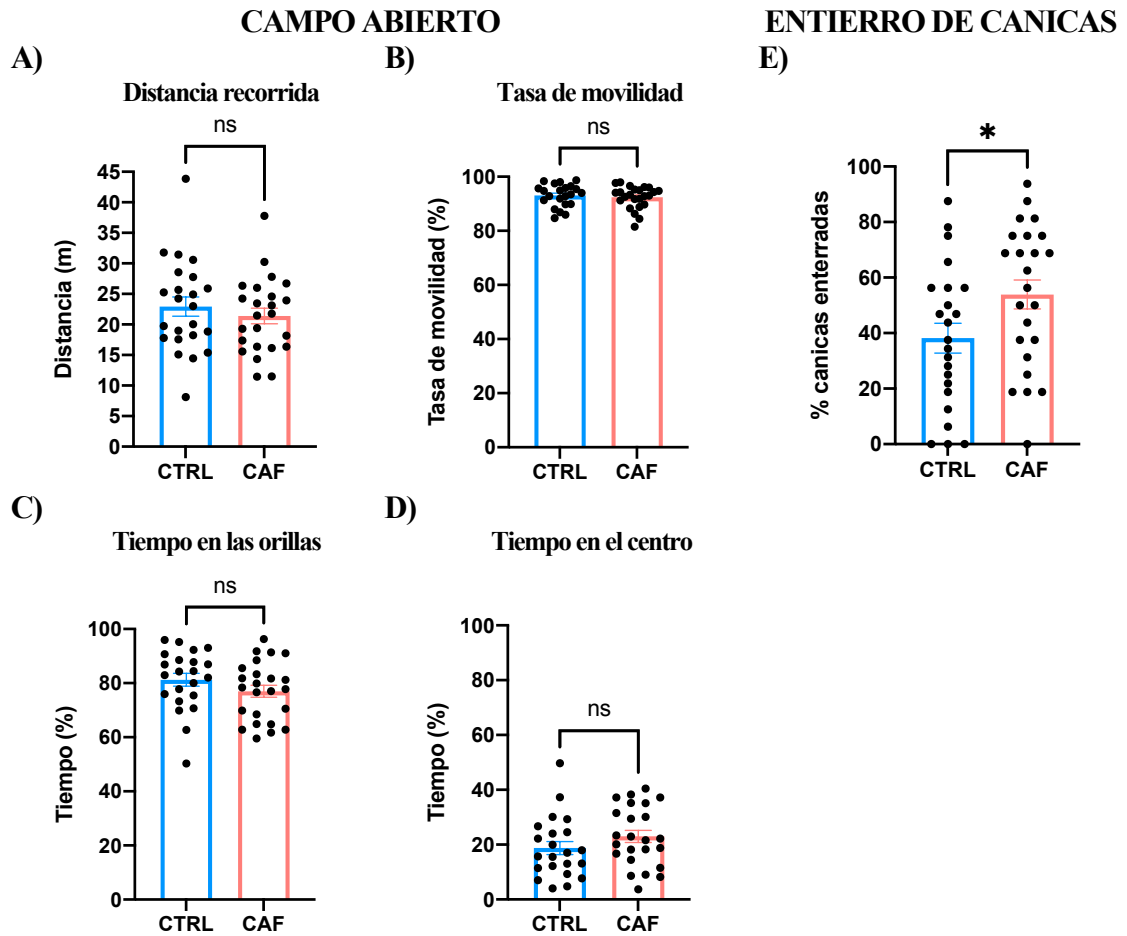 CAMPO ABIERTO
ENTIERRO DE CANICAS
A)
Distancia recorrida
ns
45
40
35
30
25
20
15
10
5
0
Distancia (m)
CTRL CAF
B)
Tasa de movilidad
ns
100
80
60
40
20
0
Tasa de movilidad (%)
CTRL CAF
E)
*
100
80
60
40
20
0
% canicas enterradas
CTRL CAF
C)
Tiempo en las orillas
ns
100
80
60
40
20
0
Tiempo (%)
CTRL CAF
D)
Tiempo en el centro
ns
100
80
60
40
20
0
Tiempo (%)
CTRL CAF